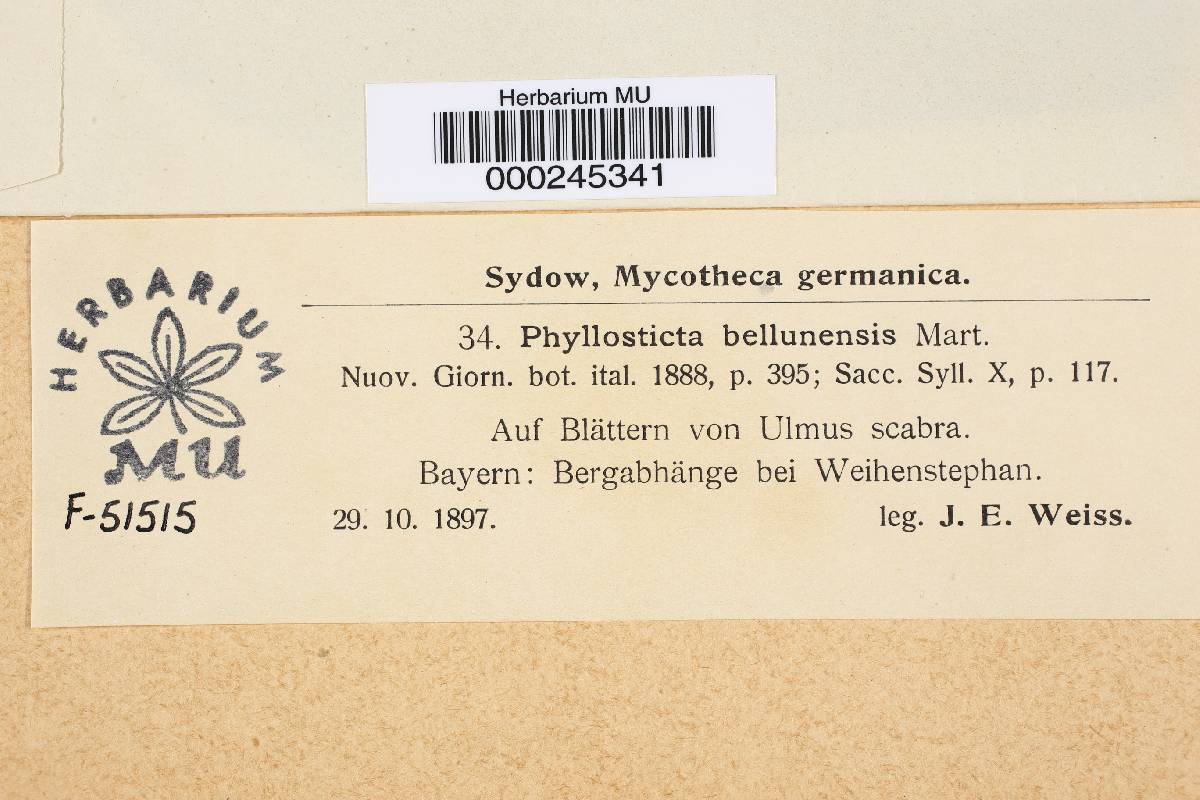 Herbarium MU
000245341
Sydow, Mycotheca germanica.
34. Phyllosticta bellunensis Mart.
Nuov. Giorn. bot. ital. 1888, p. 395; Sacc. Syll. X, p. 117.
Auf Blättern von Ulmus scabra.
Bayern: Bergabhänge bei Weihenstephan.
29. 10. 1897. leg. J. E. Weiss.
HERBARIUM
MU
F-51515